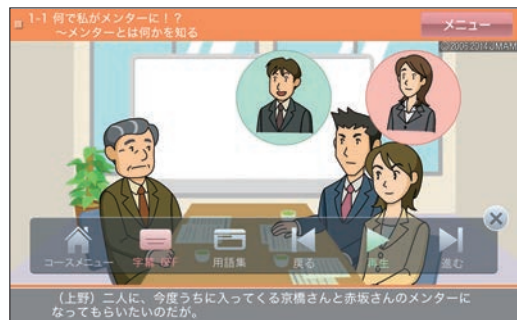 1-1 何で私がメンターに！？
～メンターとは何かを知る
メニュー
©2006,2014 JMAM
コースメニュー
字幕 OFF
用語集
戻る
再生
進む
（上野）二人に、今度うちに入ってくる京橋さんと赤坂さんのメンターに
なってもらいたいのだが。